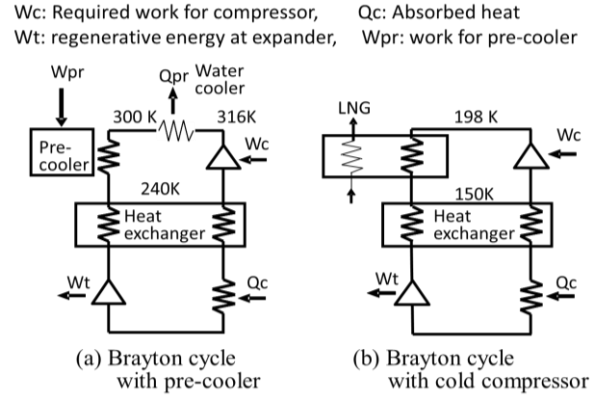 Wc: Required work for compressor, Qc: Absorbed heat
Wt: regenerative energy at expander, Wpr: work for pre-cooler
Wpr
Qpr Water
cooler
300 K
316K
Wc
Pre-
cooler
240K
Heat
exchanger
Wt
Qc
(a) Brayton cycle
with pre-cooler
LNG
198 K
Wc
150K
Heat
exchanger
Wt
Qc
(b) Brayton cycle
with cold compressor